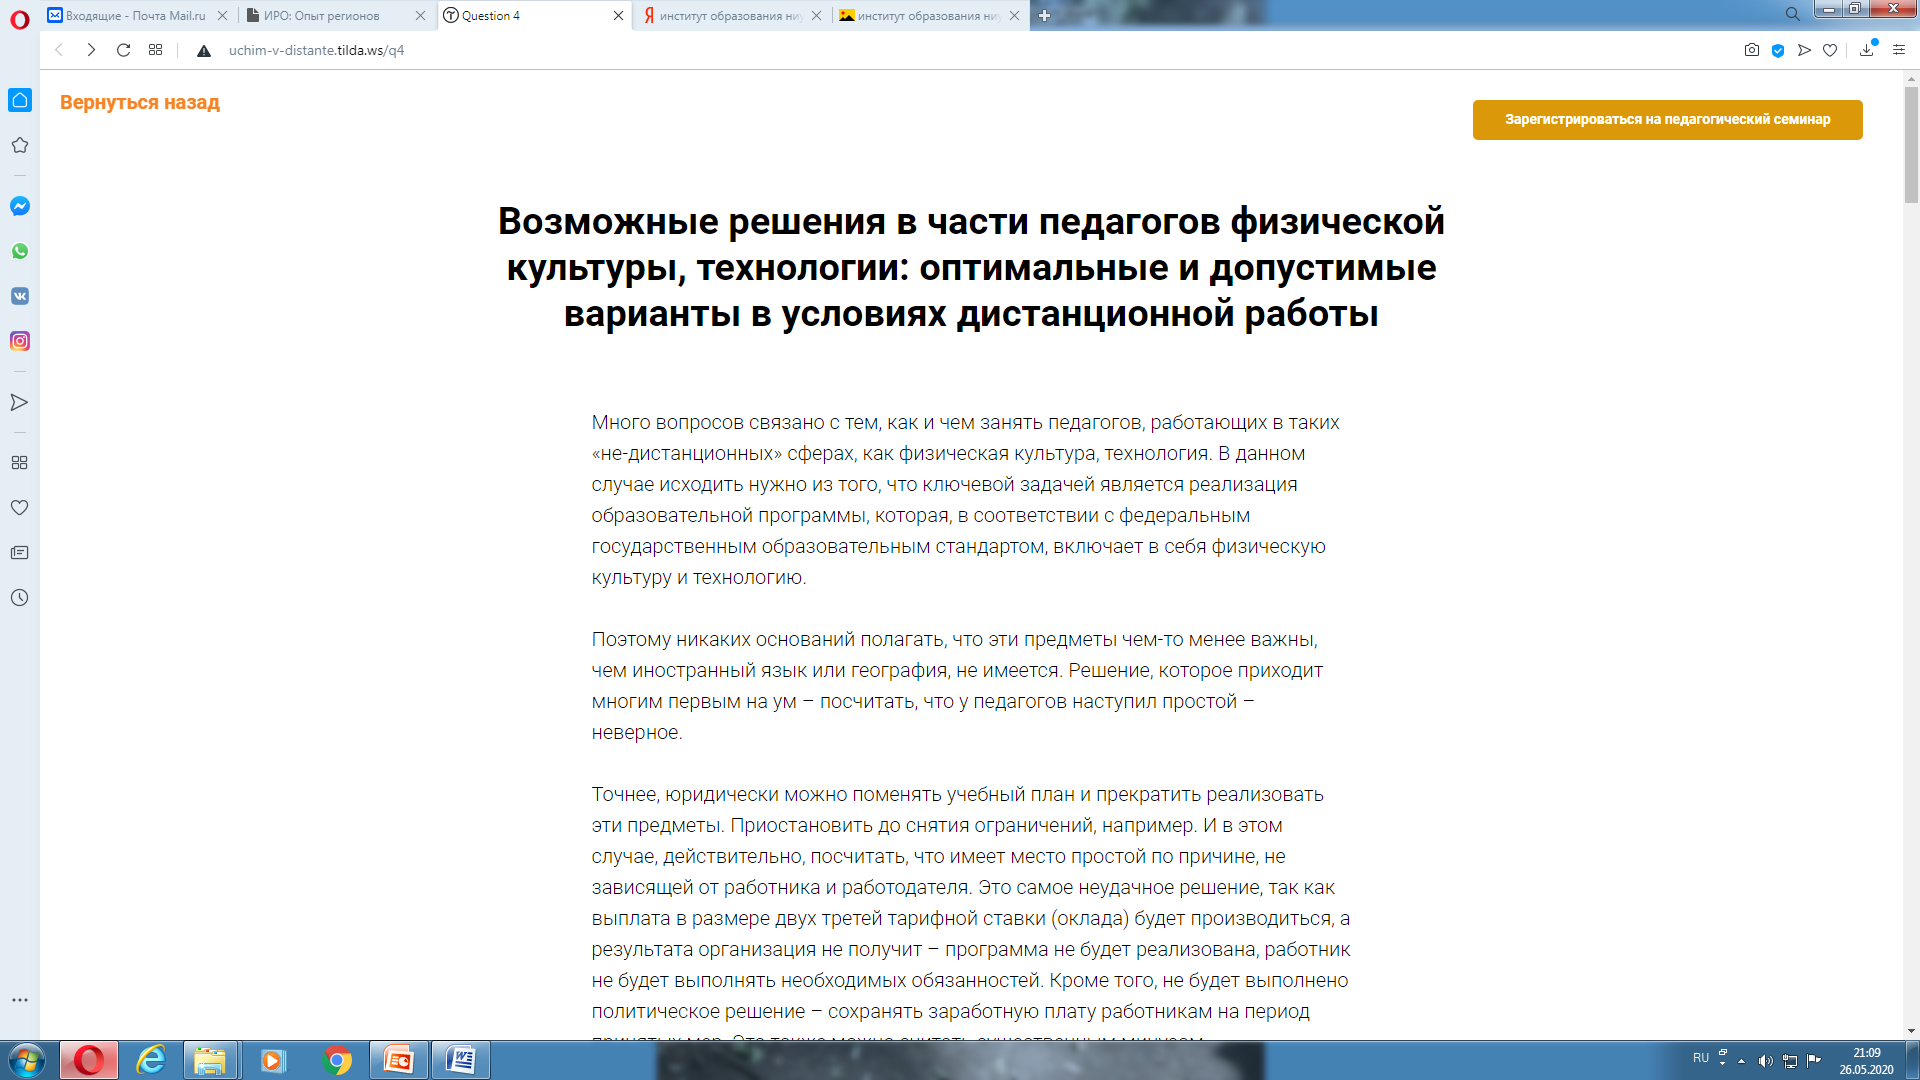 Входящие - Почта Mail.ru
ИРО: Опыт регионов
Question 4
институт образования ни
институт образования ни
uchim-v-distante.tilda.ws/q4
Вернуться назад
Зарегистрироваться на педагогический семинар
Возможные решения в части педагогов физической
культуры, технологии: оптимальные и допустимые
варианты в условиях дистанционной работы
Много вопросов связано с тем, как и чем занять педагогов, работающих в таких
«не-дистанционных» сферах, как физическая культура, технология. В данном
случае исходить нужно из того, что ключевой задачей является реализация
образовательной программы, которая, в соответствии с федеральным
государственным образовательным стандартом, включает в себя физическую
культуру и технологию.
Поэтому никаких оснований полагать, что эти предметы чем-то менее важны,
чем иностранный язык или география, не имеется. Решение, которое приходит
многим первым на ум – посчитать, что у педагогов наступил простой –
неверное.
Точнее, юридически можно поменять учебный план и прекратить реализовать
эти предметы. Приостановить до снятия ограничений, например. И в этом
случае, действительно, посчитать, что имеет место простой по причине, не
зависящей от работника и работодателя. Это самое неудачное решение, так как
выплата в размере двух третей тарифной ставки (оклада) будет производиться, а
результата организация не получит – программа не будет реализована, работник
не будет выполнять необходимых обязанностей. Кроме того, не будет выполнено
политическое решение – сохранять заработную плату работникам на период
RU
21:09
26.05.2020